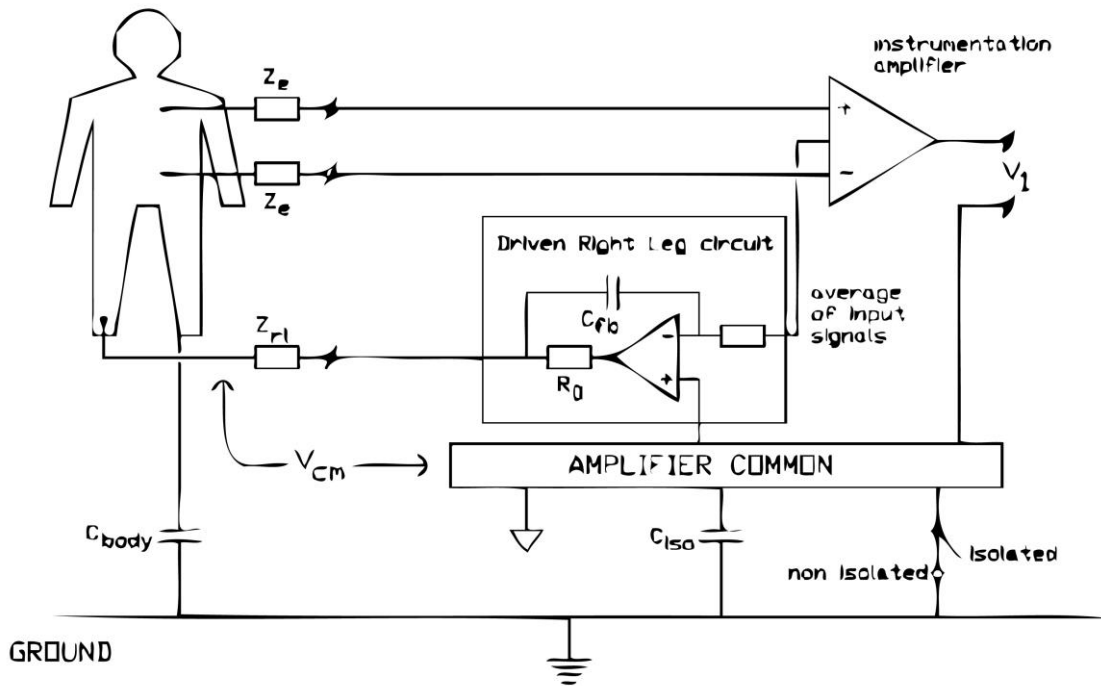 instrumentation
amplifier
Ze
+
-
Ze
V1
Driven Right Leg circuit
average
of input
signals
Cfb
-
Zrl
+
Ro
Vcm
AMPLIFIER COMMON
Cbody
Ciso
Isolated
non Isolated
GROUND